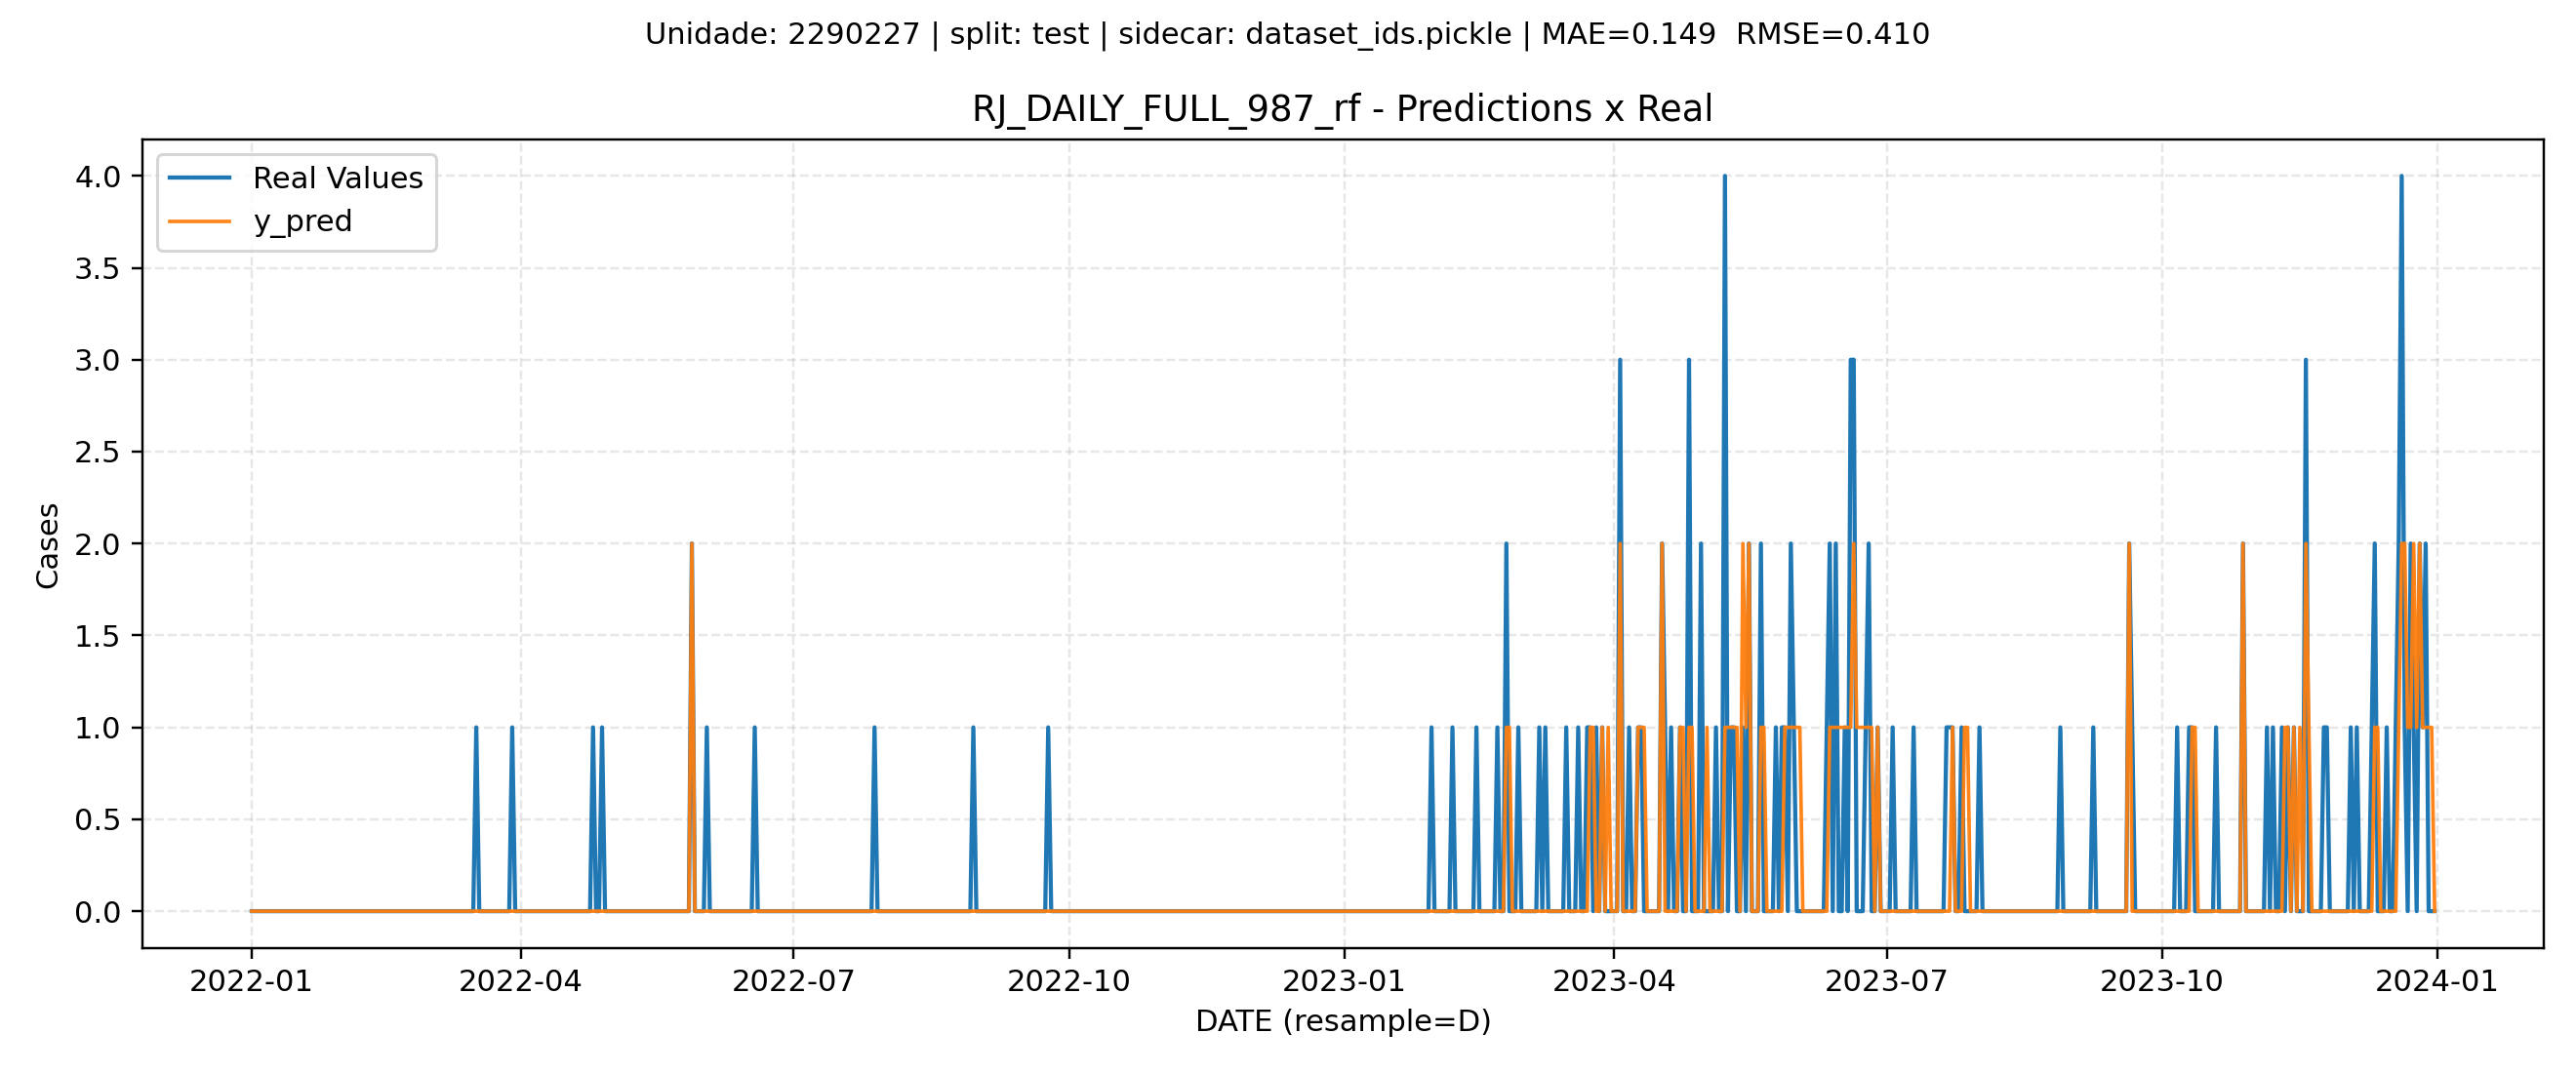 Unidade: 2290227 | split: test | sidecar: dataset_ids.pickle | MAE=0.149  RMSE=0.410
RJ_DAILY_FULL_987_rf - Predictions x Real
Real Values
y_pred
4.0
3.5
3.0
2.5
2.0
1.5
1.0
0.5
0.0
Cases
2022-01 2022-04 2022-07 2022-10 2023-01 2023-04 2023-07 2023-10 2024-01
DATE (resample=D)